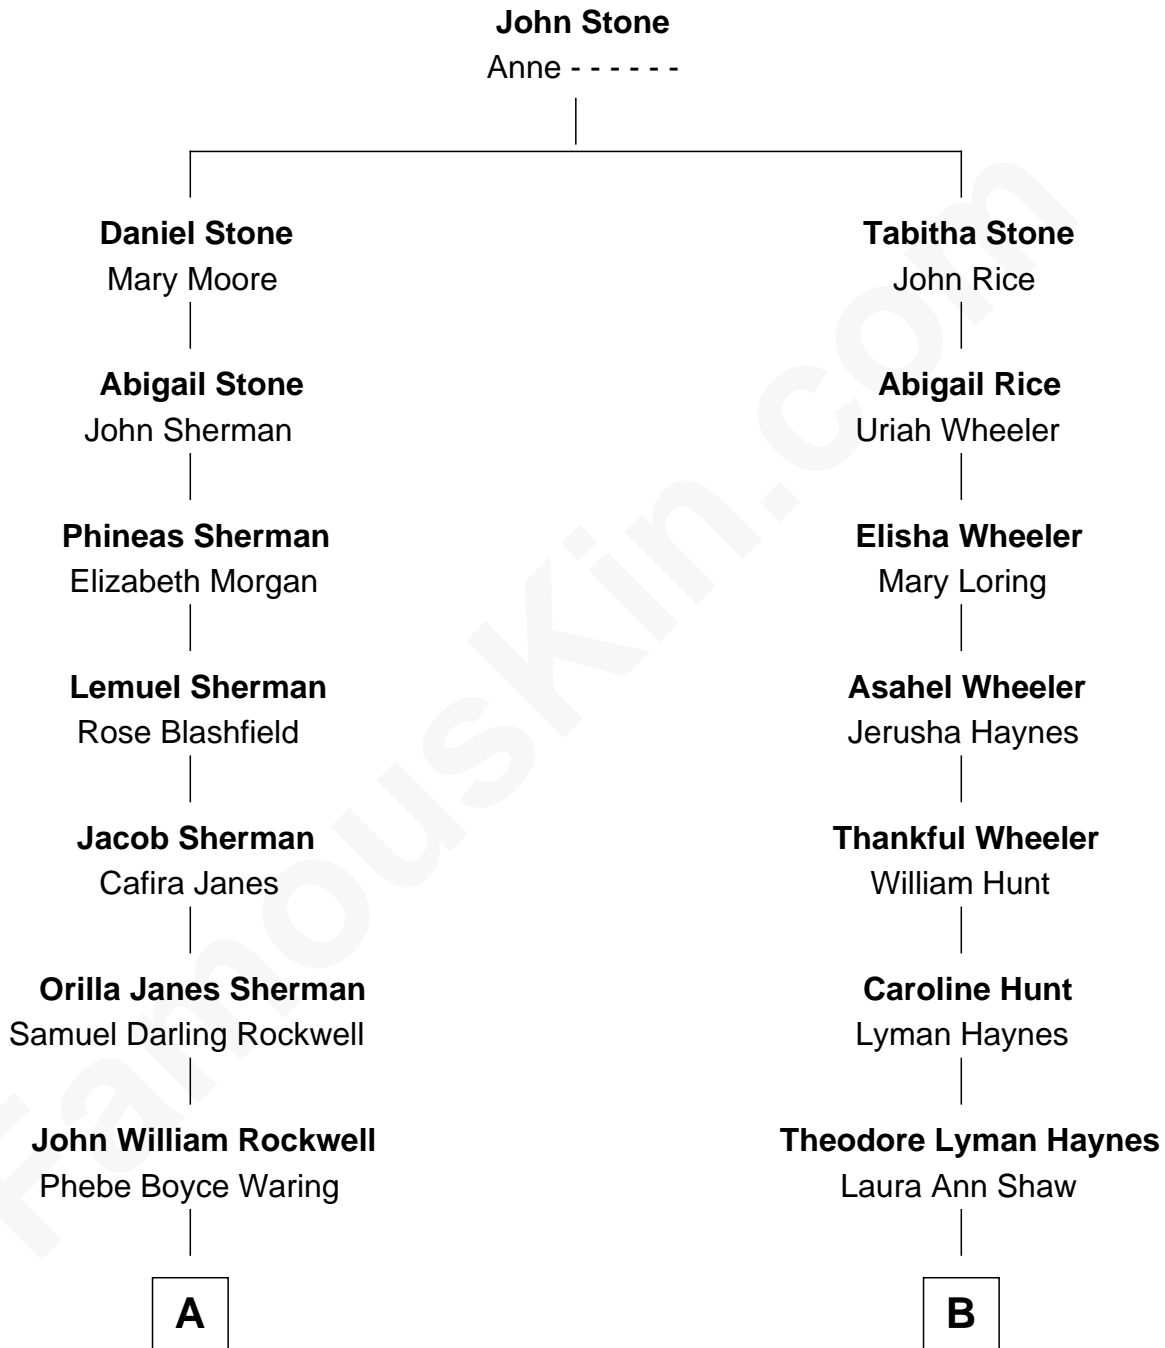 John Stone
Anne - - - - - -
Daniel Stone
Mary Moore
Tabitha Stone
John Rice
Abigail Stone
John Sherman
Abigail Rice
Uriah Wheeler
Phineas Sherman
Elizabeth Morgan
Elisha Wheeler
Mary Loring
Lemuel Sherman
Rose Blashfield
Asahel Wheeler
Jerusha Haynes
Jacob Sherman
Cafira Janes
Thankful Wheeler
William Hunt
Orilla Janes Sherman
Samuel Darling Rockwell
Caroline Hunt
Lyman Haynes
John William Rockwell
Phebe Boyce Waring
Theodore Lyman Haynes
Laura Ann Shaw
A
B
FamousKin.com